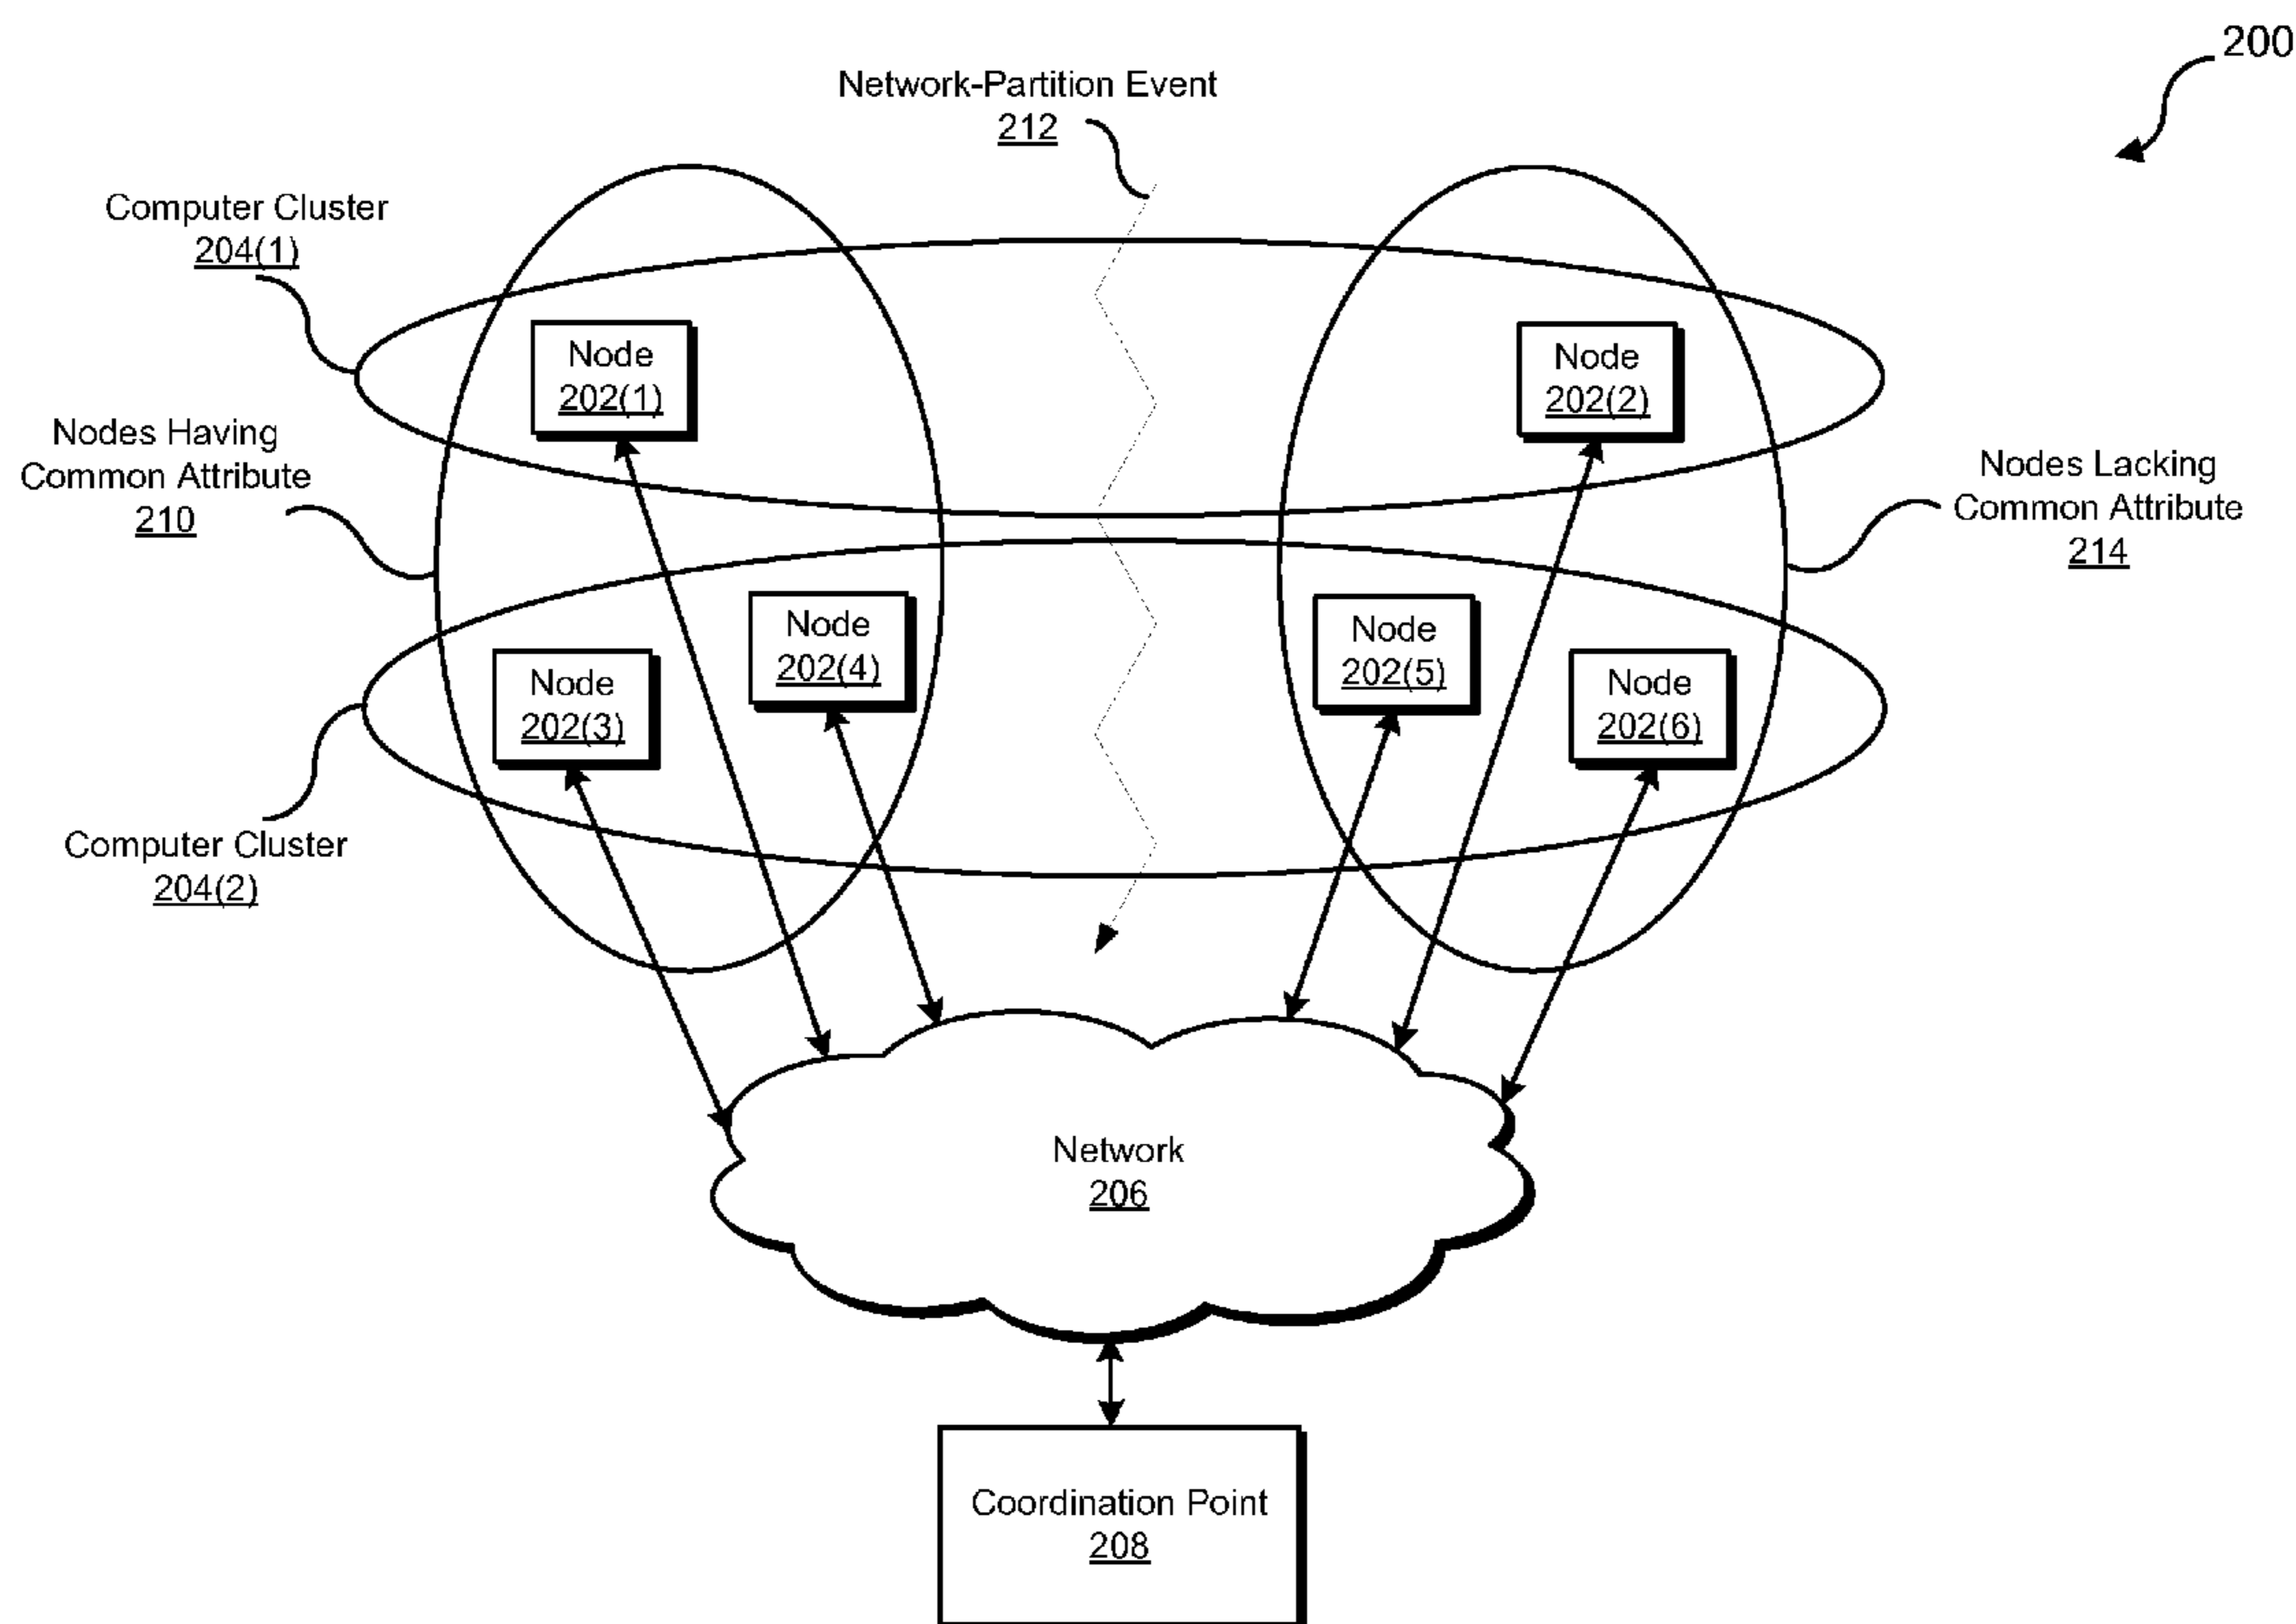 200
Network-Partition Event
212
Computer Cluster
204(1)
Node
202(1)
Node
202(2)
Nodes Having
Common Attribute
210
Nodes Lacking
Common Attribute
214
Node
202(3)
Node
202(4)
Node
202(5)
Node
202(6)
Computer Cluster
204(2)
Network
206
Coordination Point
208